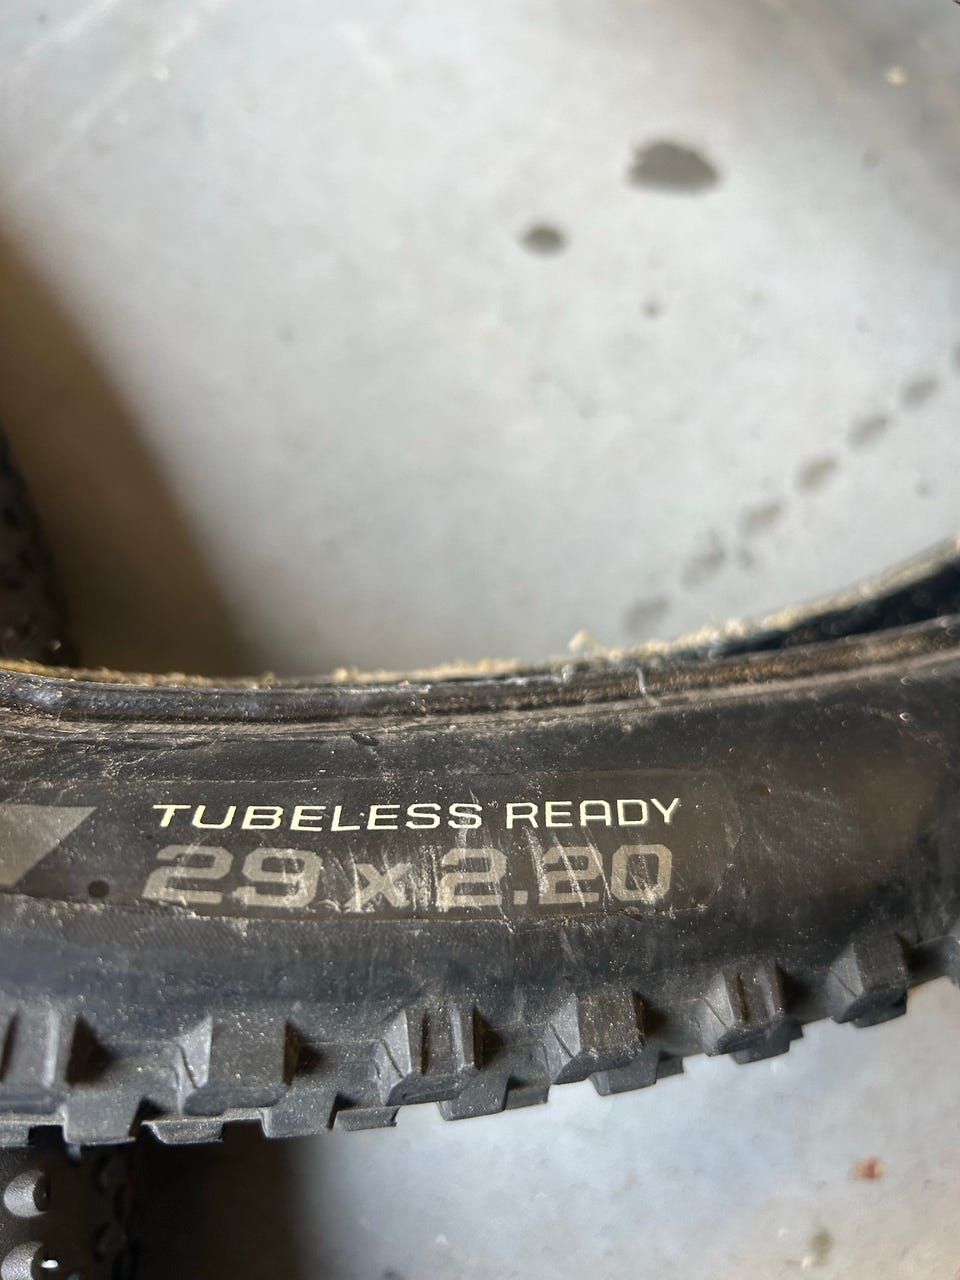 TUBELESS READY
29 x 2.20